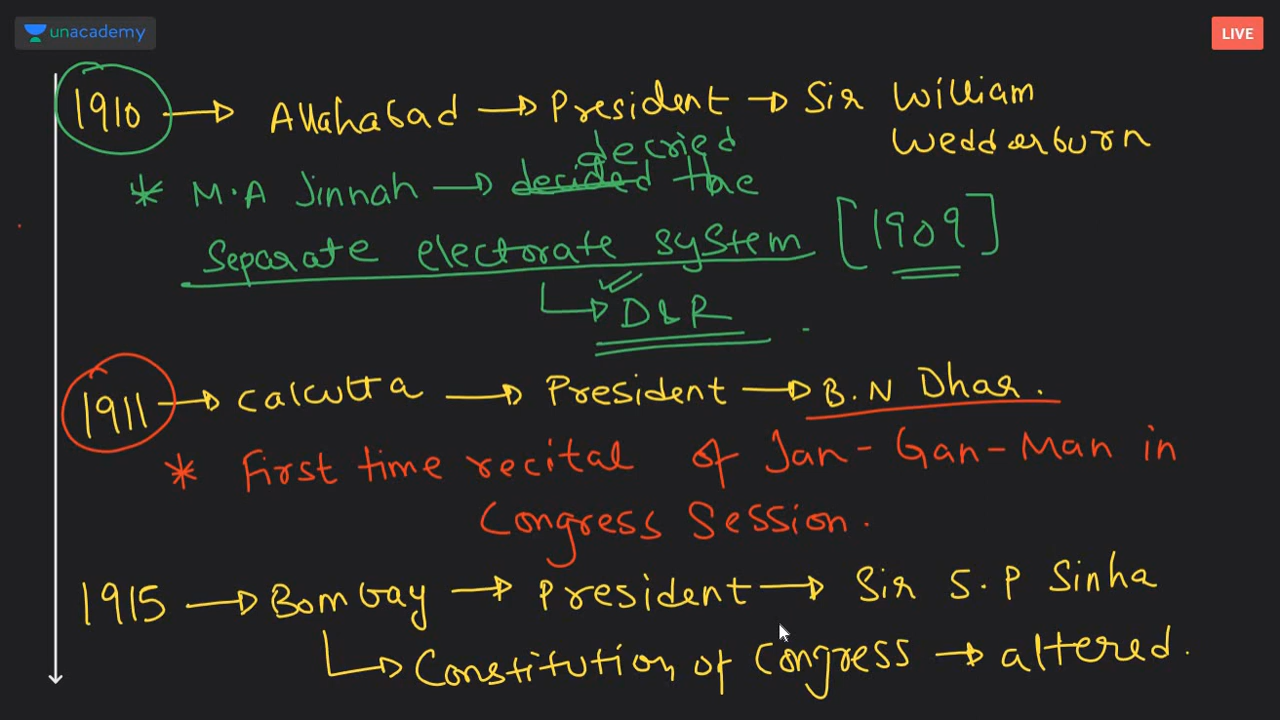 unacademy
LIVE
1910 → Allahabad → President → Sir William
Wedderburn
decried
* M.A Jinnah → decided the
Separate electorate system [1909]
↳ D&R
1911 → Calcutta → President → B.N Dhar.
* First time recital of Jan-Gan-Man in
Congress Session.
1915 → Bombay → President → Sir S.P Sinha
↳ Constitution of Congress → altered.